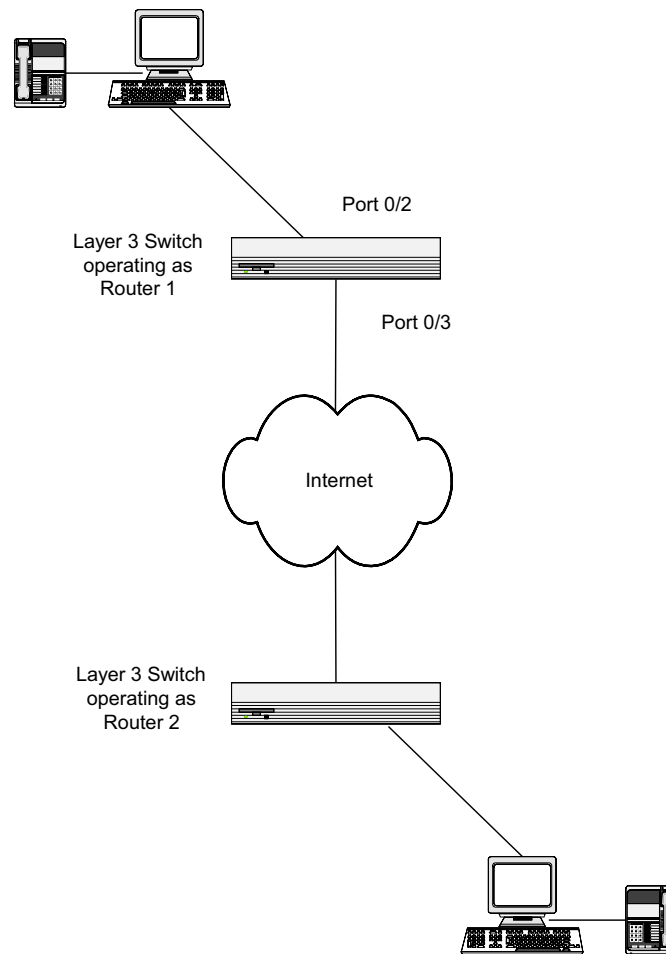 Port 0/2
Layer 3 Switch
operating as
Router 1
Port 0/3
Internet
Layer 3 Switch
operating as
Router 2